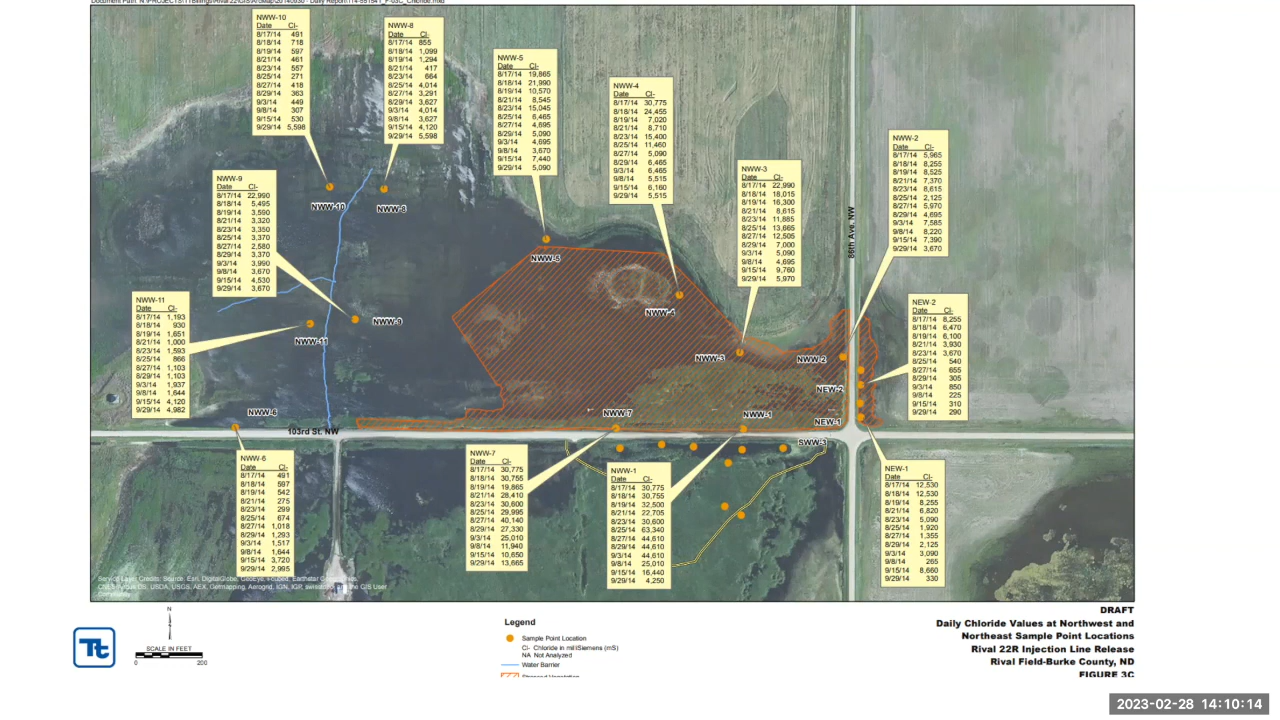 NWW-10
Date Cl-
8/17/14 491
8/18/14 718
8/19/14 597
8/21/14 461
8/23/14 557
8/25/14 271
8/27/14 418
8/29/14 363
9/3/14 449
9/8/14 307
9/15/14 530
9/29/14 5,598
NWW-8
Date Cl-
8/17/14 855
8/18/14 1,099
8/19/14 1,294
8/21/14 417
8/23/14 664
8/25/14 4,014
8/27/14 3,291
8/29/14 3,627
9/3/14 4,014
9/8/14 3,627
9/15/14 4,120
9/29/14 5,598
NWW-5
Date Cl-
8/17/14 19,865
8/18/14 21,990
8/19/14 10,570
8/21/14 8,545
8/23/14 15,045
8/25/14 6,465
8/27/14 4,695
8/29/14 5,090
9/3/14 4,695
9/8/14 3,670
9/15/14 7,440
9/29/14 5,090
NWW-4
Date Cl-
8/17/14 30,775
8/18/14 24,455
8/19/14 7,020
8/21/14 8,710
8/23/14 15,400
8/25/14 11,460
8/27/14 5,090
8/29/14 6,465
9/3/14 6,465
9/8/14 5,515
9/15/14 6,160
9/29/14 5,515
NWW-2
Date Cl-
8/17/14 5,965
8/18/14 8,255
8/19/14 8,525
8/21/14 7,370
8/23/14 8,615
8/25/14 2,125
8/27/14 5,970
8/29/14 4,695
9/3/14 7,585
9/8/14 8,220
9/15/14 7,390
9/29/14 3,670
NWW-3
Date Cl-
8/17/14 22,990
8/18/14 18,015
8/19/14 16,300
8/21/14 8,615
8/23/14 11,885
8/25/14 13,665
8/27/14 12,505
8/29/14 7,000
9/3/14 5,090
9/8/14 4,695
9/15/14 9,760
9/29/14 5,970
NWW-9
Date Cl-
8/17/14 22,990
8/18/14 5,495
8/19/14 3,590
8/21/14 3,320
8/23/14 3,350
8/25/14 3,370
8/27/14 2,580
8/29/14 3,370
9/3/14 3,990
9/8/14 3,670
9/15/14 4,530
9/29/14 3,670
NWW-11
Date Cl-
8/17/14 1,193
8/18/14 930
8/19/14 1,651
8/21/14 1,000
8/23/14 1,593
8/25/14 866
8/27/14 1,103
8/29/14 1,103
9/3/14 1,937
9/8/14 1,644
9/15/14 4,120
9/29/14 4,982
NEW-2
Date Cl-
8/17/14 8,255
8/18/14 6,470
8/19/14 6,100
8/21/14 3,930
8/23/14 3,670
8/25/14 540
8/27/14 655
8/29/14 305
9/3/14 850
9/8/14 225
9/15/14 310
9/29/14 290
NWW-10
NWW-8
NWW-5
86th Ave. NW
NWW-4
NWW-9
NWW-11
NWW-3
NWW-2
NEW-2
NWW-6
NWW-7
NWW-1
NEW-1
103rd St. NW
SWW-3
NWW-6
Date Cl-
8/17/14 491
8/18/14 597
8/19/14 542
8/21/14 275
8/23/14 299
8/25/14 674
8/27/14 1,018
8/29/14 1,293
9/3/14 1,517
9/8/14 1,644
9/15/14 3,720
9/29/14 2,995
NWW-7
Date Cl-
8/17/14 30,775
8/18/14 30,755
8/19/14 19,865
8/21/14 28,410
8/23/14 30,600
8/25/14 29,995
8/27/14 40,140
8/29/14 27,330
9/3/14 25,010
9/8/14 11,940
9/15/14 10,650
9/29/14 13,665
NWW-1
Date Cl-
8/17/14 30,775
8/18/14 30,755
8/19/14 32,500
8/21/14 22,705
8/23/14 30,600
8/25/14 63,340
8/27/14 44,610
8/29/14 44,610
9/3/14 44,610
9/8/14 25,010
9/15/14 16,440
9/29/14 4,250
NEW-1
Date Cl-
8/17/14 12,530
8/18/14 12,530
8/19/14 8,255
8/21/14 6,820
8/23/14 5,090
8/25/14 1,920
8/27/14 1,355
8/29/14 2,125
9/3/14 3,090
9/8/14 265
9/15/14 8,660
9/29/14 330
Service Layer Credits: Source: Esri, DigitalGlobe, GeoEye, i-cubed, Earthstar Geographics,
CNES/Airbus DS, USDA, USGS, AEX, Getmapping, Aerogrid, IGN, IGP, swisstopo, and the GIS User
Community
N
SCALE IN FEET
0 200
Tt
Legend
Sample Point Location
Cl- Chloride in milliSiemens (mS)
NA Not Analyzed
Water Barrier
DRAFT
Daily Chloride Values at Northwest and
Northeast Sample Point Locations
Rival 22R Injection Line Release
Rival Field-Burke County, ND
FIGURE 3C
2023-02-28 14:10:14